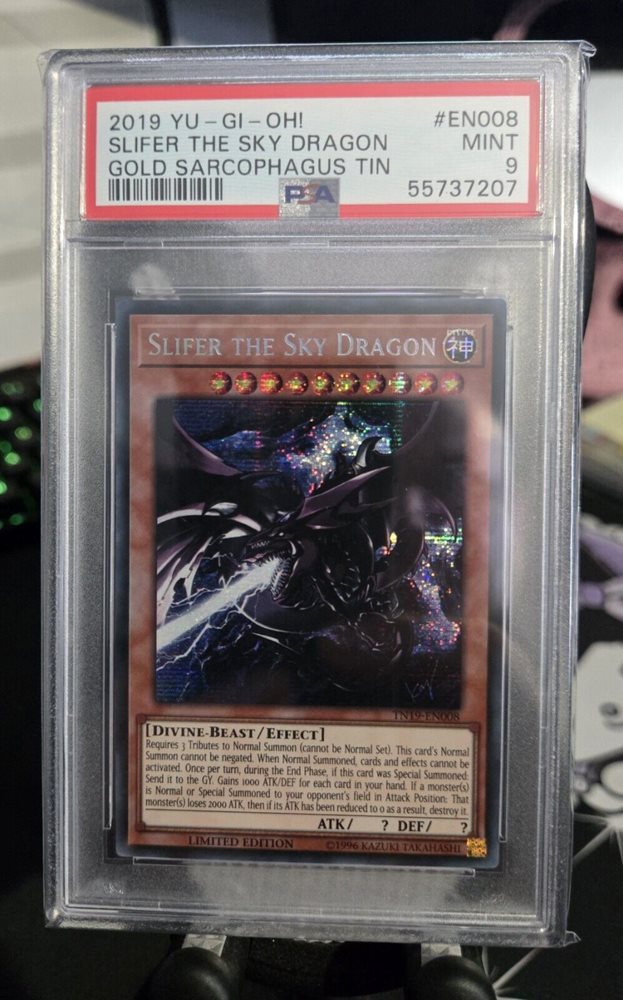 2019 YU-GI-OH! #EN008
SLIFER THE SKY DRAGON MINT
GOLD SARCOPHAGUS TIN 9
PSA 55737207
SLIFER THE SKY DRAGON
DIVINE
神
TN19-EN008
[DIVINE-BEAST/EFFECT]
Requires 3 Tributes to Normal Summon (cannot be Normal Set). This card's Normal
Summon cannot be negated. When Normal Summoned, cards and effects cannot be
activated. Once per turn, during the End Phase, if this card was Special Summoned:
Send it to the GY. Gains 1000 ATK/DEF for each card in your hand. If a monster(s)
is Normal or Special Summoned to your opponent's field in Attack Position: That
monster(s) loses 2000 ATK, then if its ATK has been reduced to 0 as a result, destroy it.
ATK/ ? DEF/ ?
LIMITED EDITION ©1996 KAZUKI TAKAHASHI